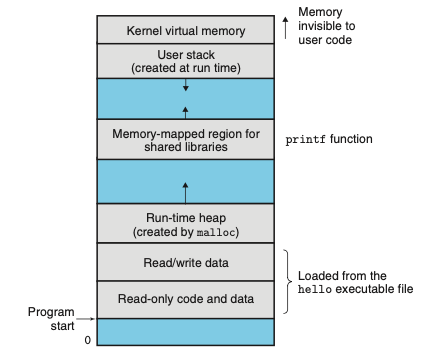 Memory
invisible to
user code
Kernel virtual memory
User stack
(created at run time)
Memory-mapped region for
shared libraries
printf function
Run-time heap
(created by malloc)
Read/write data
Loaded from the
hello executable file
Read-only code and data
Program
start
0